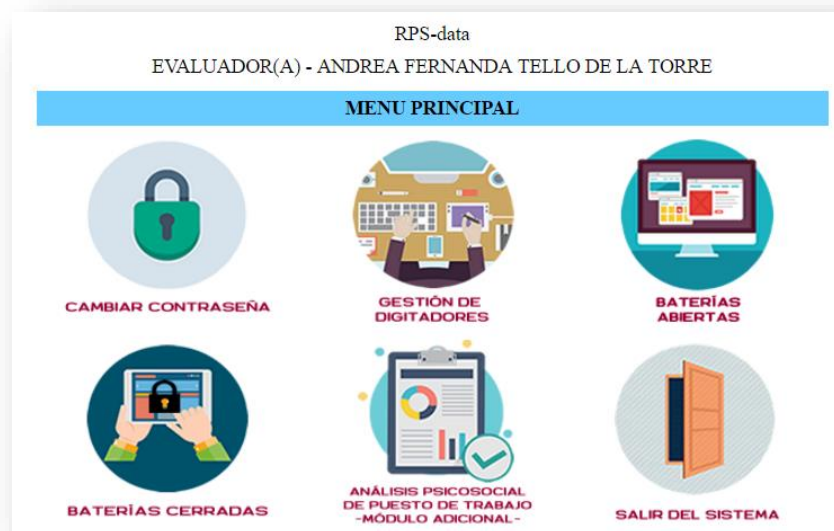 RPS-data
EVALUADOR(A) - ANDREA FERNANDA TELLO DE LA TORRE
MENU PRINCIPAL
CAMBIAR CONTRASEÑA
GESTIÓN DE
DIGITADORES
BATERÍAS
ABIERTAS
BATERÍAS CERRADAS
ANÁLISIS PSICOSOCIAL
DE PUESTO DE TRABAJO
-MÓDULO ADICIONAL-
SALIR DEL SISTEMA